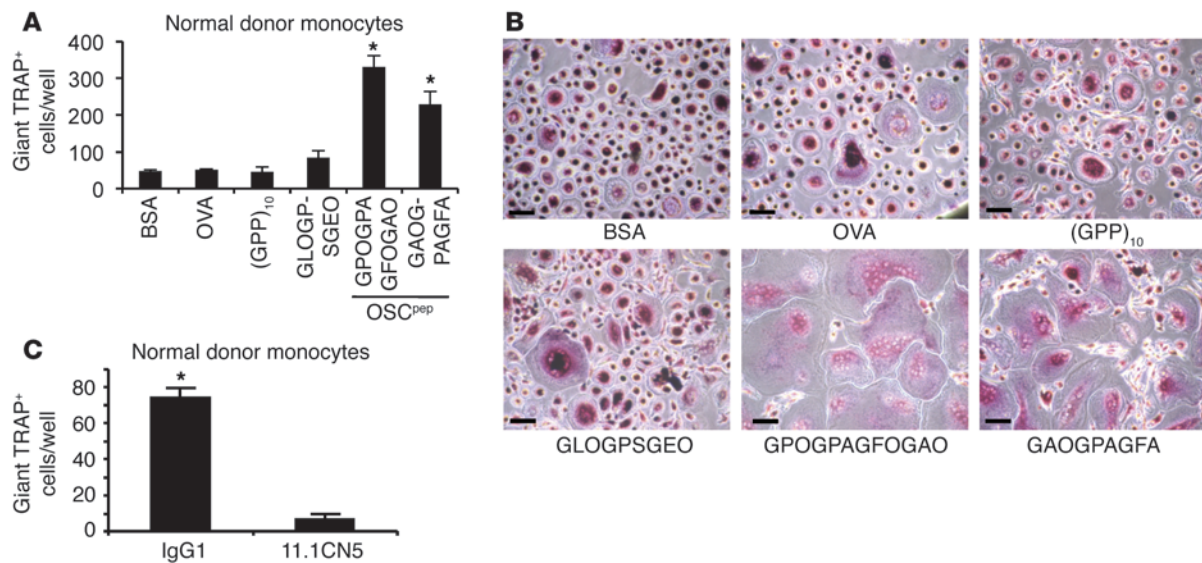 A
Normal donor monocytes
Giant TRAP⁺
cells/well
400
300
200
100
0
*
*
BSA
OVA
(GPP)₁₀
GLOGP-
SGEO
GPOGPA
GFOGAO
GAOG-
PAGFA
OSCᵖᵉᵖ
B
BSA
OVA
(GPP)₁₀
GLOGPSGEO
GPOGPAGFOGAO
GAOGPAGFA
C
Normal donor monocytes
Giant TRAP⁺
cells/well
80
60
40
20
0
*
IgG1
11.1CN5